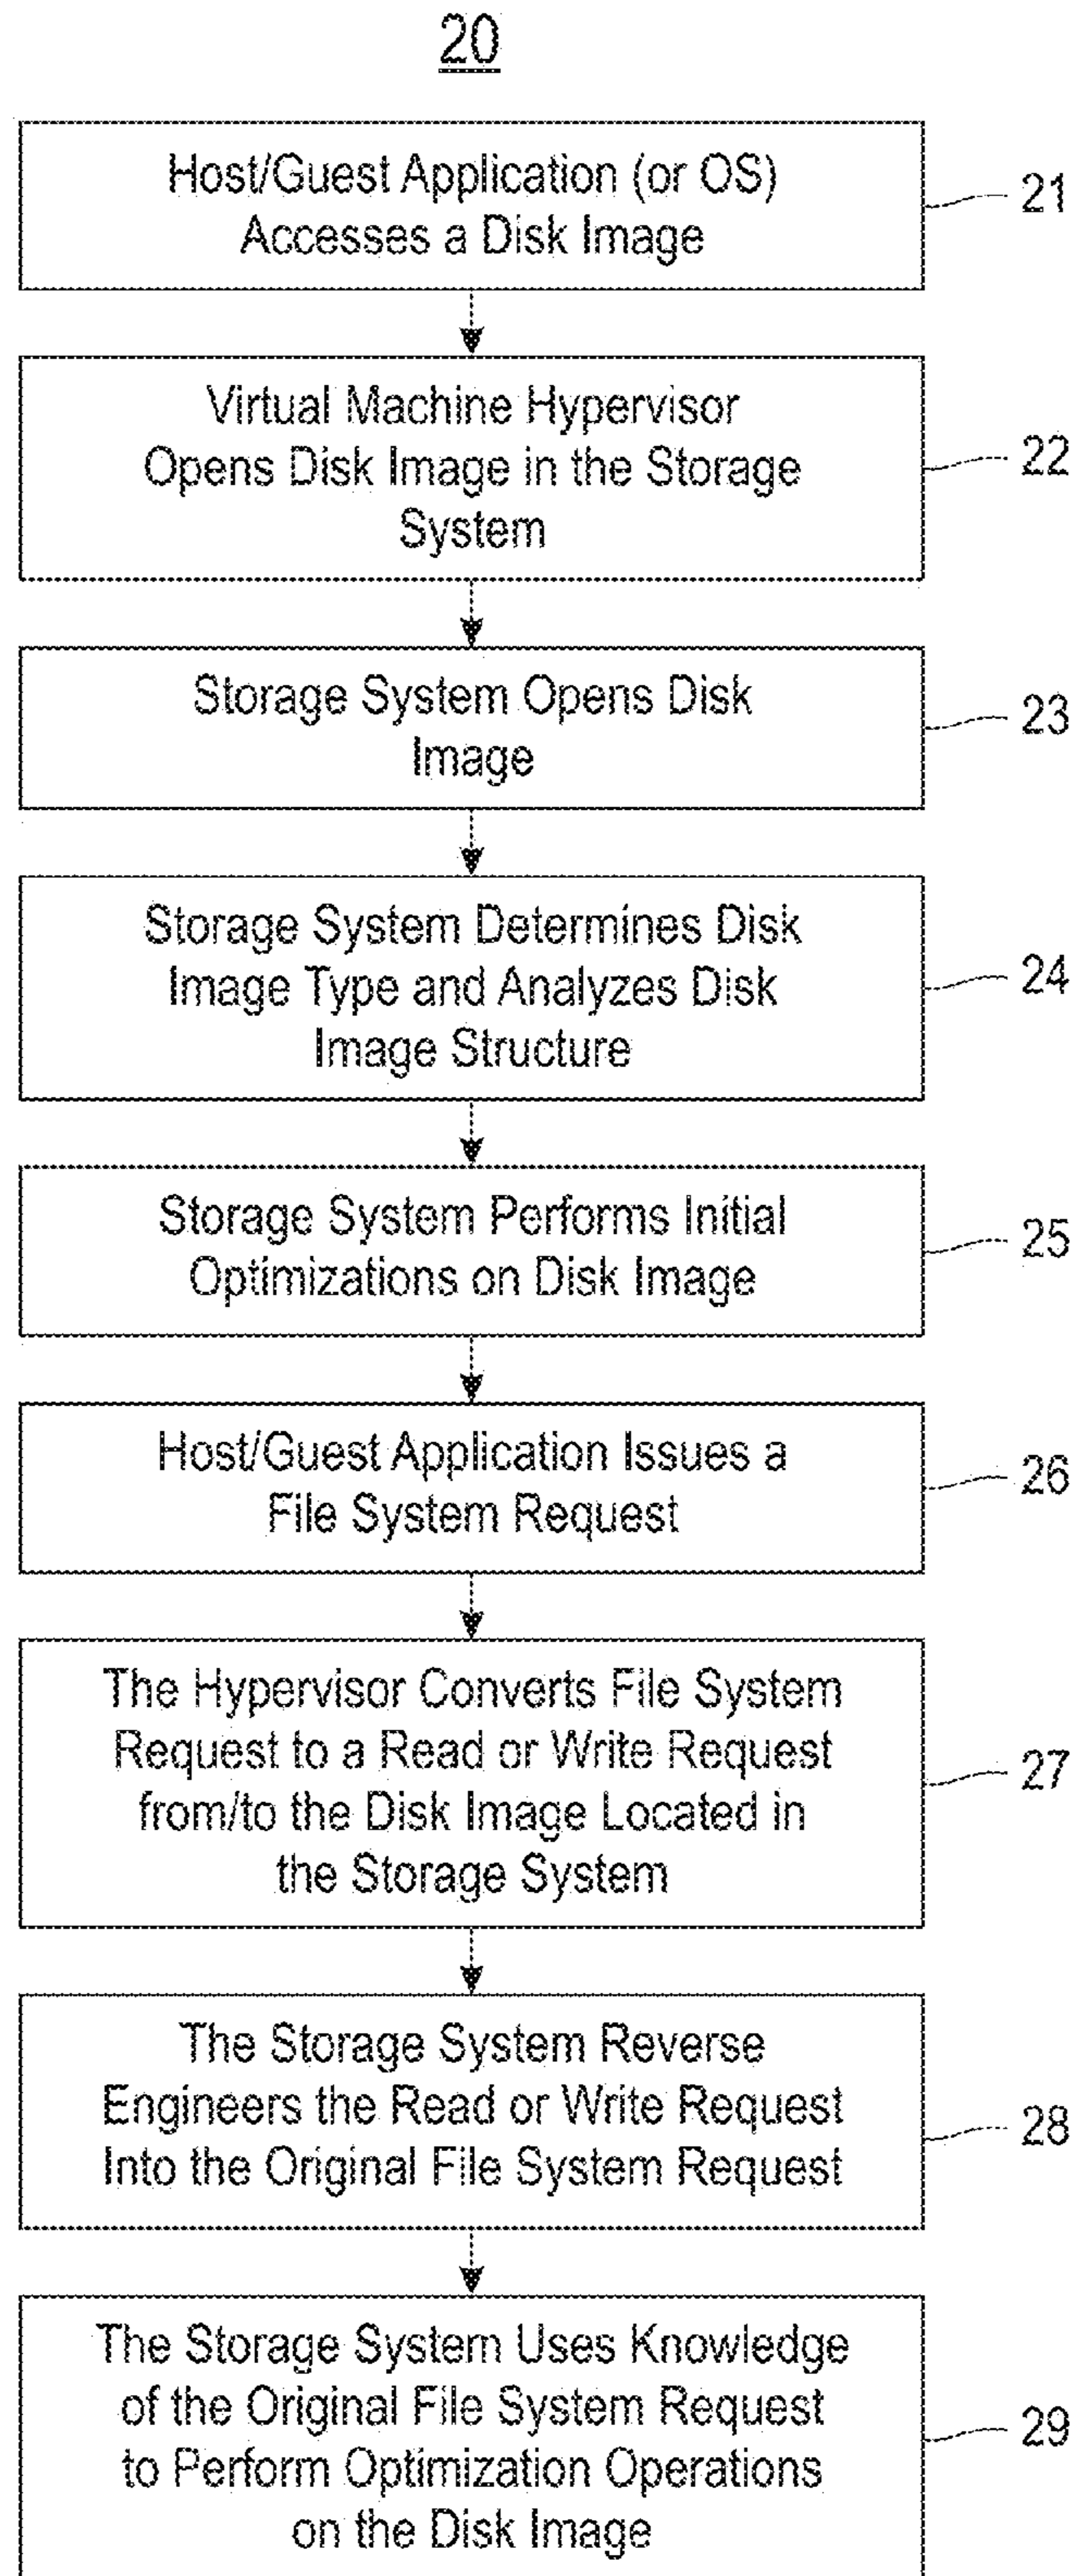 20
Host/Guest Application (or OS)
Accesses a Disk Image
21
Virtual Machine Hypervisor
Opens Disk Image in the Storage
System
22
Storage System Opens Disk
Image
23
Storage System Determines Disk
Image Type and Analyzes Disk
Image Structure
24
Storage System Performs Initial
Optimizations on Disk Image
25
Host/Guest Application Issues a
File System Request
26
The Hypervisor Converts File System
Request to a Read or Write Request
from/to the Disk Image Located in
the Storage System
27
The Storage System Reverse
Engineers the Read or Write Request
Into the Original File System Request
28
The Storage System Uses Knowledge
of the Original File System Request
to Perform Optimization Operations
on the Disk Image
29